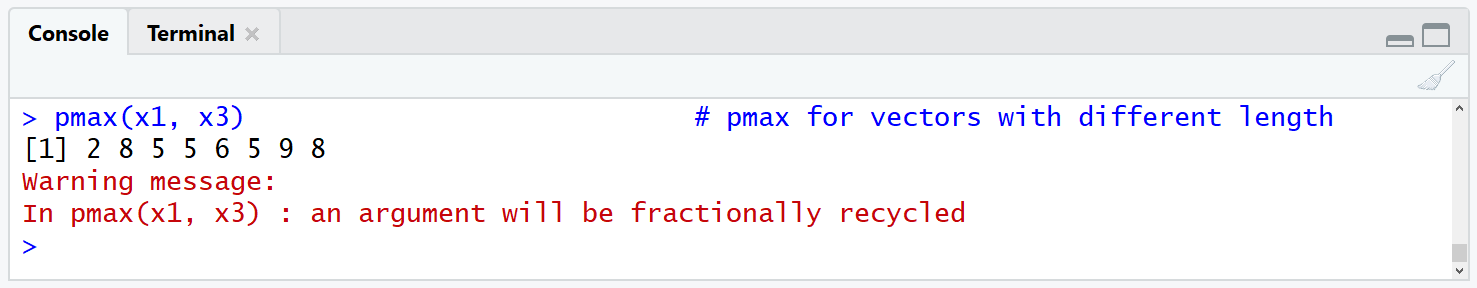 Console Terminal
> pmax(x1, x3) # pmax for vectors with different length
[1] 2 8 5 5 6 5 9 8
Warning message:
In pmax(x1, x3) : an argument will be fractionally recycled
>